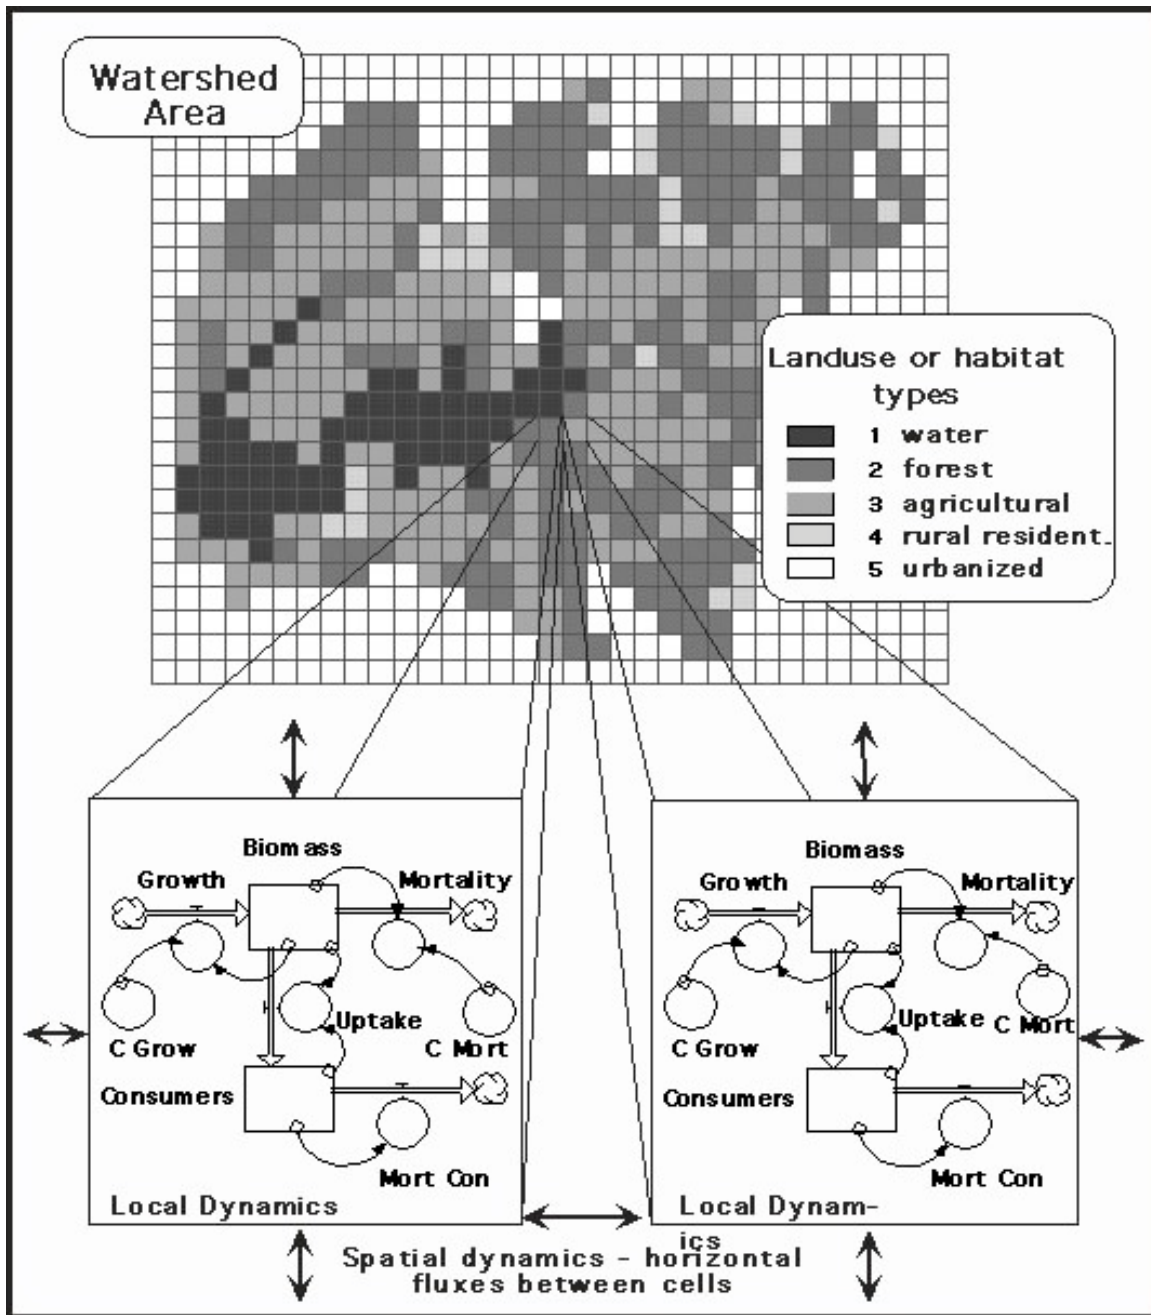 Watershed
Area
Landuse or habitat
types
1 water
2 forest
3 agricultural
4 rural resident.
5 urbanized
Biomass
Growth
Mortality
Uptake
C Grow
C Mort
Consumers
Mort Con
Local Dynamics
Biomass
Growth
Mortality
Uptake
C Mort
C Grow
Consumers
Mort Con
Local Dynam-
ics
Spatial dynamics - horizontal
fluxes between cells